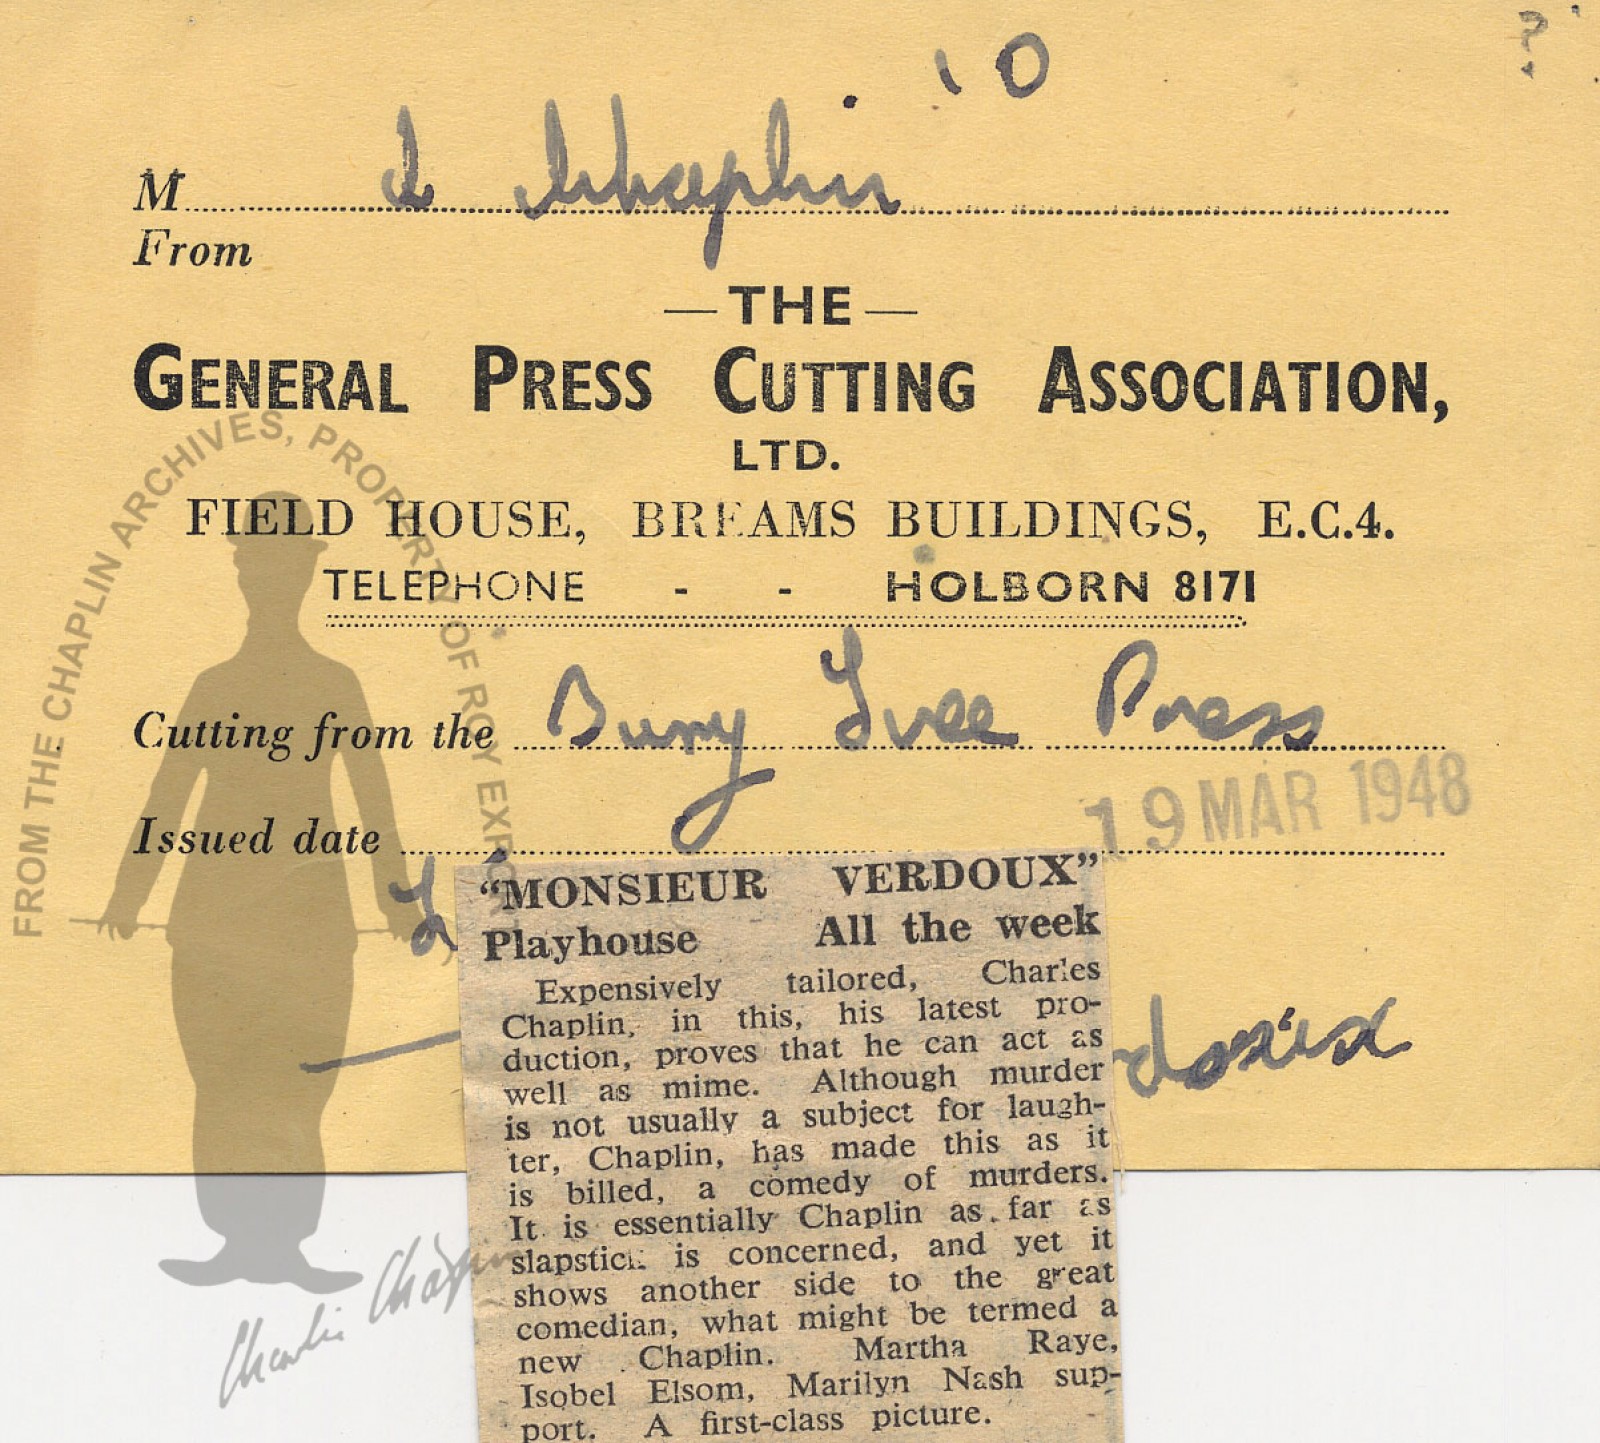 10
?
M Chaplin
From
— THE —
GENERAL PRESS CUTTING ASSOCIATION,
LTD.
FIELD HOUSE, BREAMS BUILDINGS, E.C.4.
TELEPHONE - - HOLBORN 8171
Cutting from the Bury Free Press
19 MAR 1948
Issued date
"MONSIEUR VERDOUX"
Playhouse All the week
Expensively tailored, Charles
Chaplin, in this, his latest pro-
duction, proves that he can act as
well as mime. Although murder
is not usually a subject for laugh-
ter, Chaplin, has made this as it
is billed, a comedy of murders.
It is essentially Chaplin as far as
slapstick is concerned, and yet it
shows another side to the great
comedian, what might be termed a
new Chaplin. Martha Raye,
Isobel Elsom, Marilyn Nash sup-
port. A first-class picture.
FROM THE CHAPLIN ARCHIVES, PROPERTY OF ROY EXPORT
Charlie Chaplin